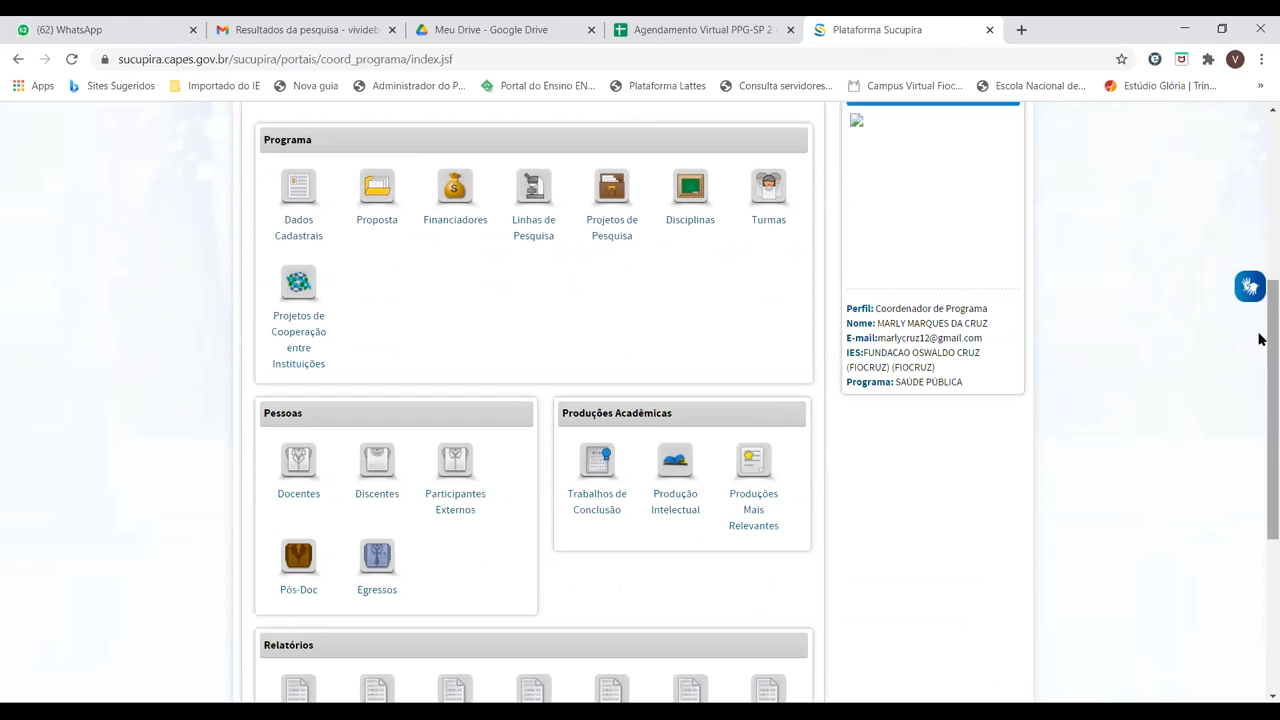 (62) WhatsApp
Resultados da pesquisa - vivideb
Meu Drive - Google Drive
Agendamento Virtual PPG-SP 2
Plataforma Sucupira
sucupira.capes.gov.br/sucupira/portais/coord_programa/index.jsf
V
Apps
Sites Sugeridos
Importado do IE
Nova guia
Administrador do P...
Portal do Ensino EN...
Plataforma Lattes
Consulta servidores...
Campus Virtual Fioc...
Escola Nacional de...
Estúdio Glória | Trin...
»
Programa
Dados
Cadastrais
Proposta
Financiadores
Linhas de
Pesquisa
Projetos de
Pesquisa
Disciplinas
Turmas
Projetos de
Cooperação
entre
Instituições
Perfil: Coordenador de Programa
Nome: MARLY MARQUES DA CRUZ
E-mail:marlycruz12@gmail.com
IES:FUNDACAO OSWALDO CRUZ
(FIOCRUZ) (FIOCRUZ)
Programa: SAÚDE PÚBLICA
Pessoas
Docentes
Discentes
Participantes
Externos
Pós-Doc
Egressos
Produções Acadêmicas
Trabalhos de
Conclusão
Produção
Intelectual
Produções
Mais
Relevantes
Relatórios